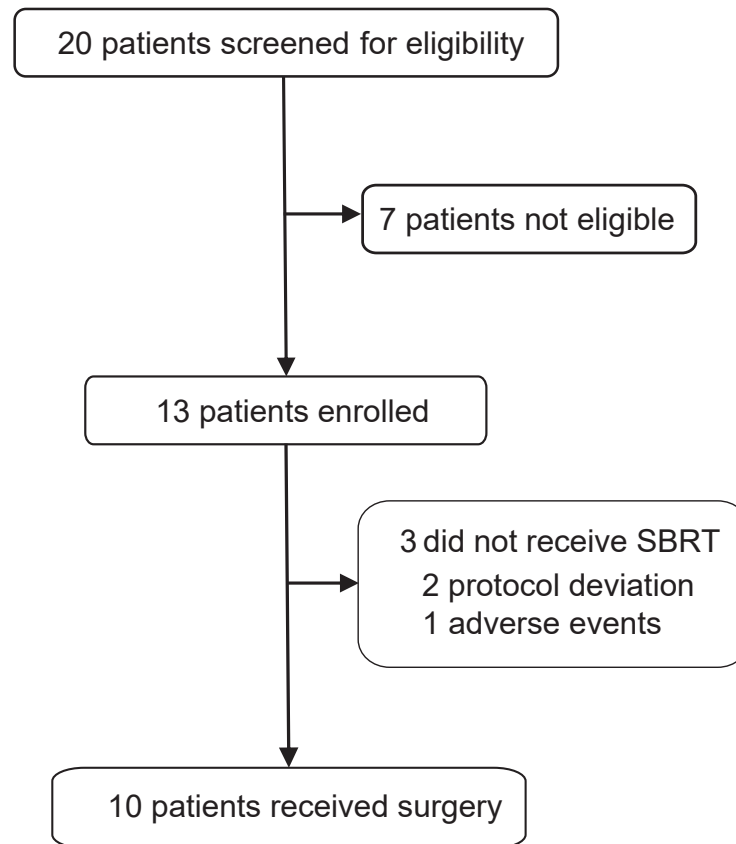 20 patients screened for eligibility
7 patients not eligible
13 patients enrolled
3 did not receive SBRT
2 protocol deviation
1 adverse events
10 patients received surgery